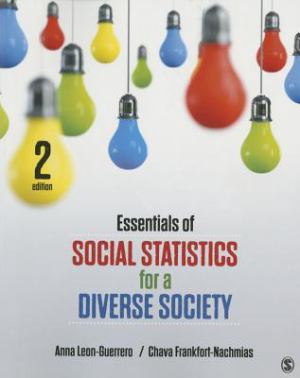 2
edition
Essentials of
SOCIAL STATISTICS
for a
DIVERSE SOCIETY
Anna Leon-Guerrero / Chava Frankfort-Nachmias